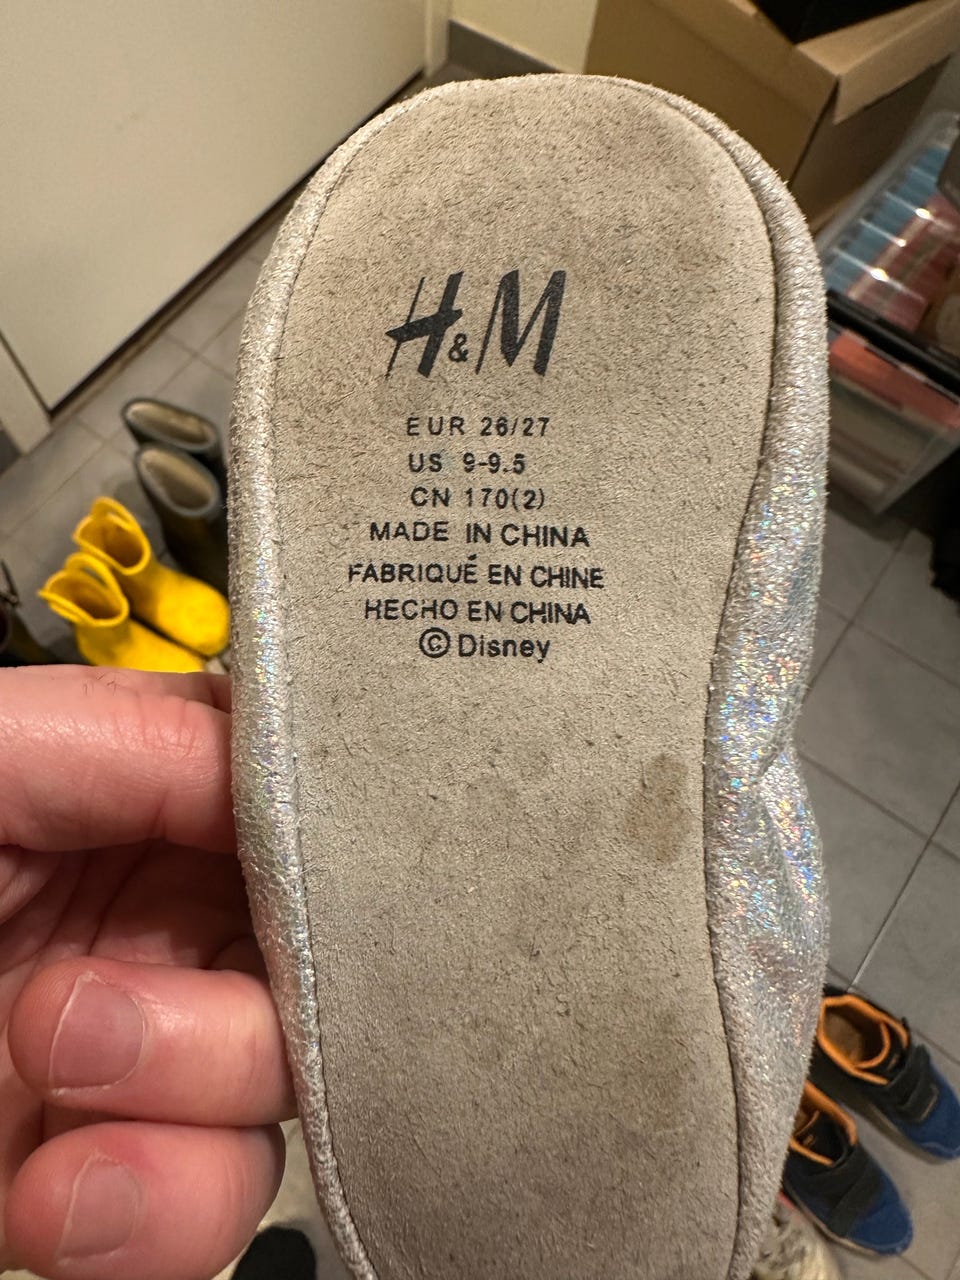 H&M
EUR 26/27
US 9-9.5
CN 170(2)
MADE IN CHINA
FABRIQUÉ EN CHINE
HECHO EN CHINA
© Disney